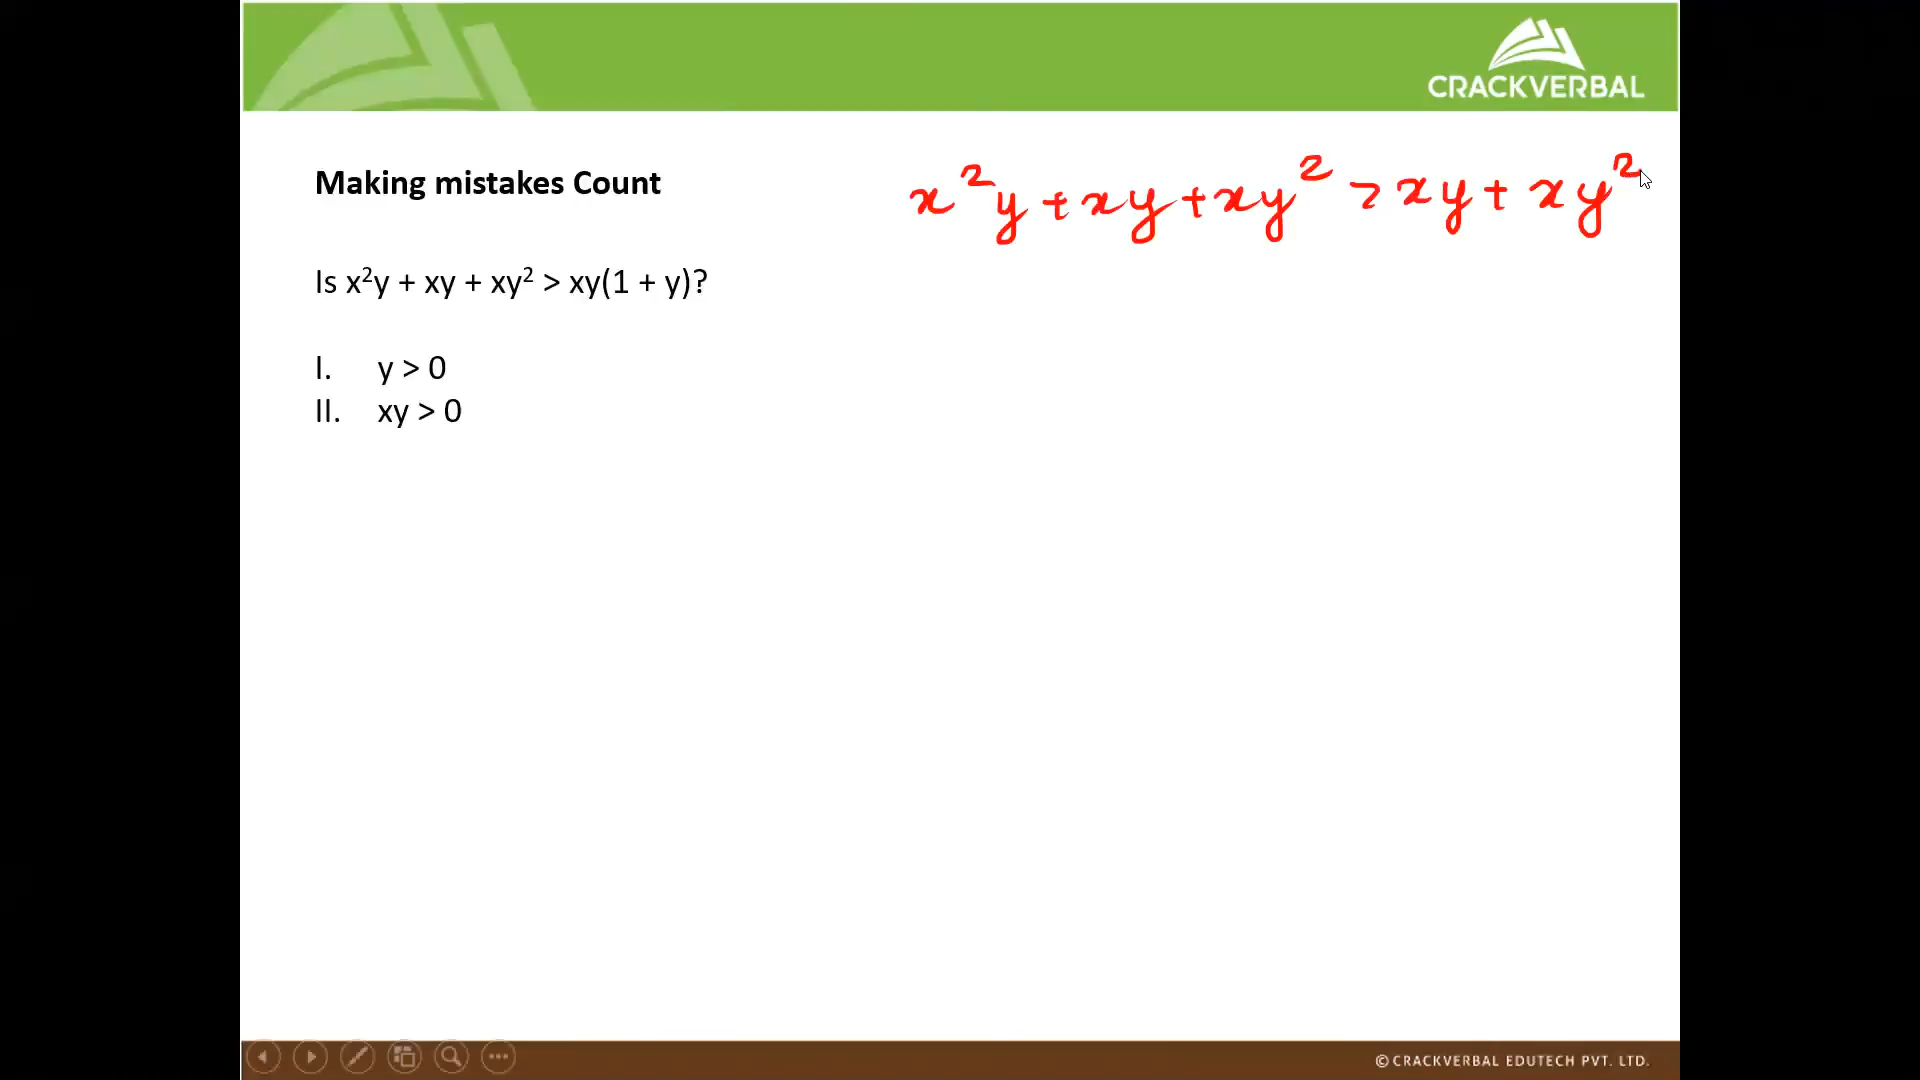 CRACKVERBAL
Making mistakes Count
x²y + xy + xy² > xy + xy²
Is x²y + xy + xy² > xy(1 + y)?
I. y > 0
II. xy > 0
©CRACKVERBAL EDUTECH PVT. LTD.